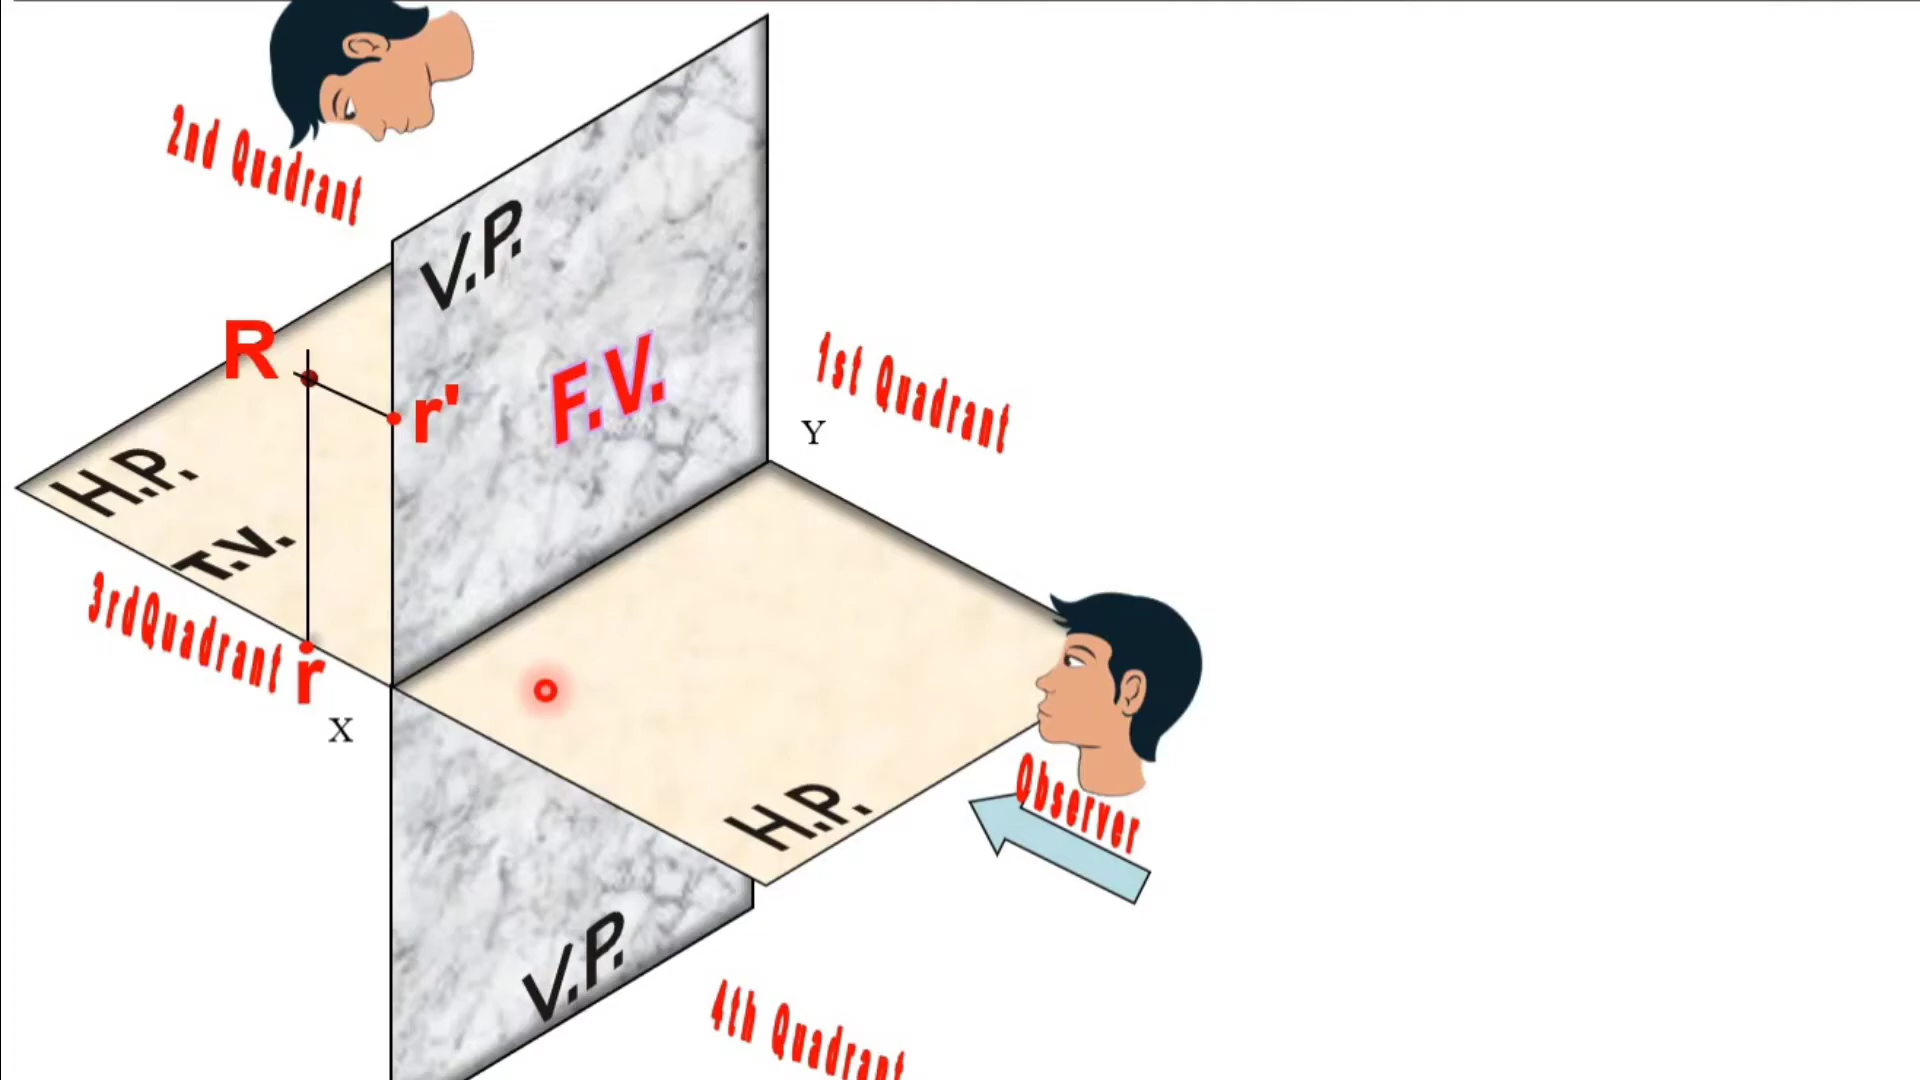 2nd Quadrant
V.P.
R
r'
F.V.
1st Quadrant
Y
H.P.
T.V.
3rdQuadrant
r
X
H.P.
Observer
V.P.
4th Quadrant